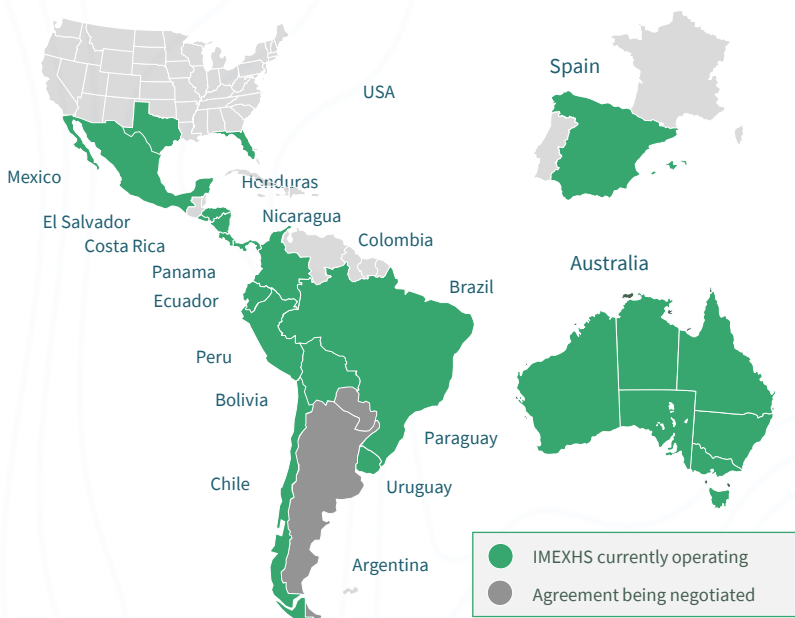 USA
Spain
Mexico
Honduras
El Salvador
Nicaragua
Costa Rica
Colombia
Panama
Ecuador
Brazil
Australia
Peru
Bolivia
Paraguay
Chile
Uruguay
Argentina
IMEXHS currently operating
Agreement being negotiated